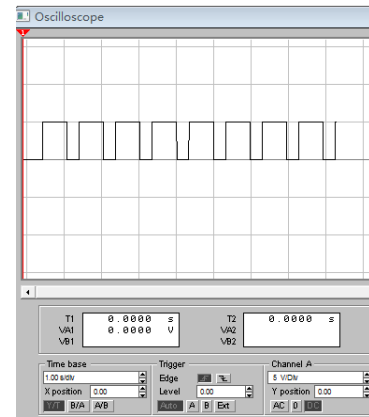 Oscilloscope
1
T1 0.0000 s T2 0.0000 s
VA1 0.0000 V VA2
VB1 VB2
Time base Trigger Channel A
1.00 s/div Edge 5 V/Div
X position 0.00 Level 0.00 Y position 0.00
Y/T B/A A/B Auto A B Ext AC 0 DC